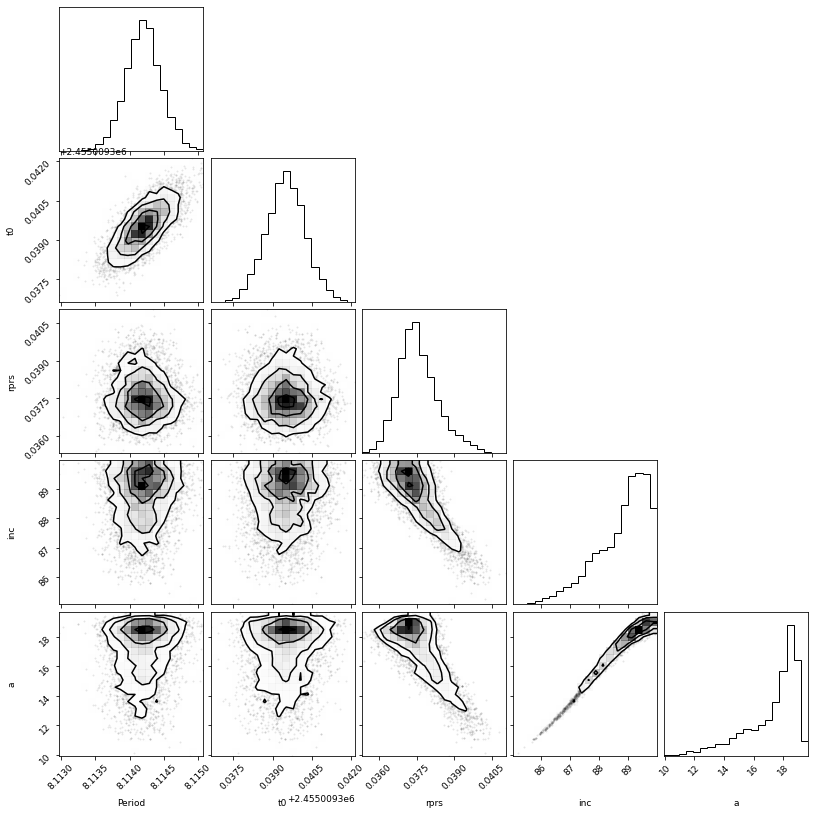 +2.4550093e6
t0
0.0420
0.0405
0.0390
0.0375
rprs
0.0405
0.0390
0.0375
0.0360
inc
89
88
87
86
a
18
16
14
12
10
8.1130 8.1135 8.1140 8.1145 8.1150
0.0375 0.0390 0.0405 0.0420
0.0360 0.0375 0.0390 0.0405
86 87 88 89
10 12 14 16 18
+2.4550093e6
Period t0 rprs inc a